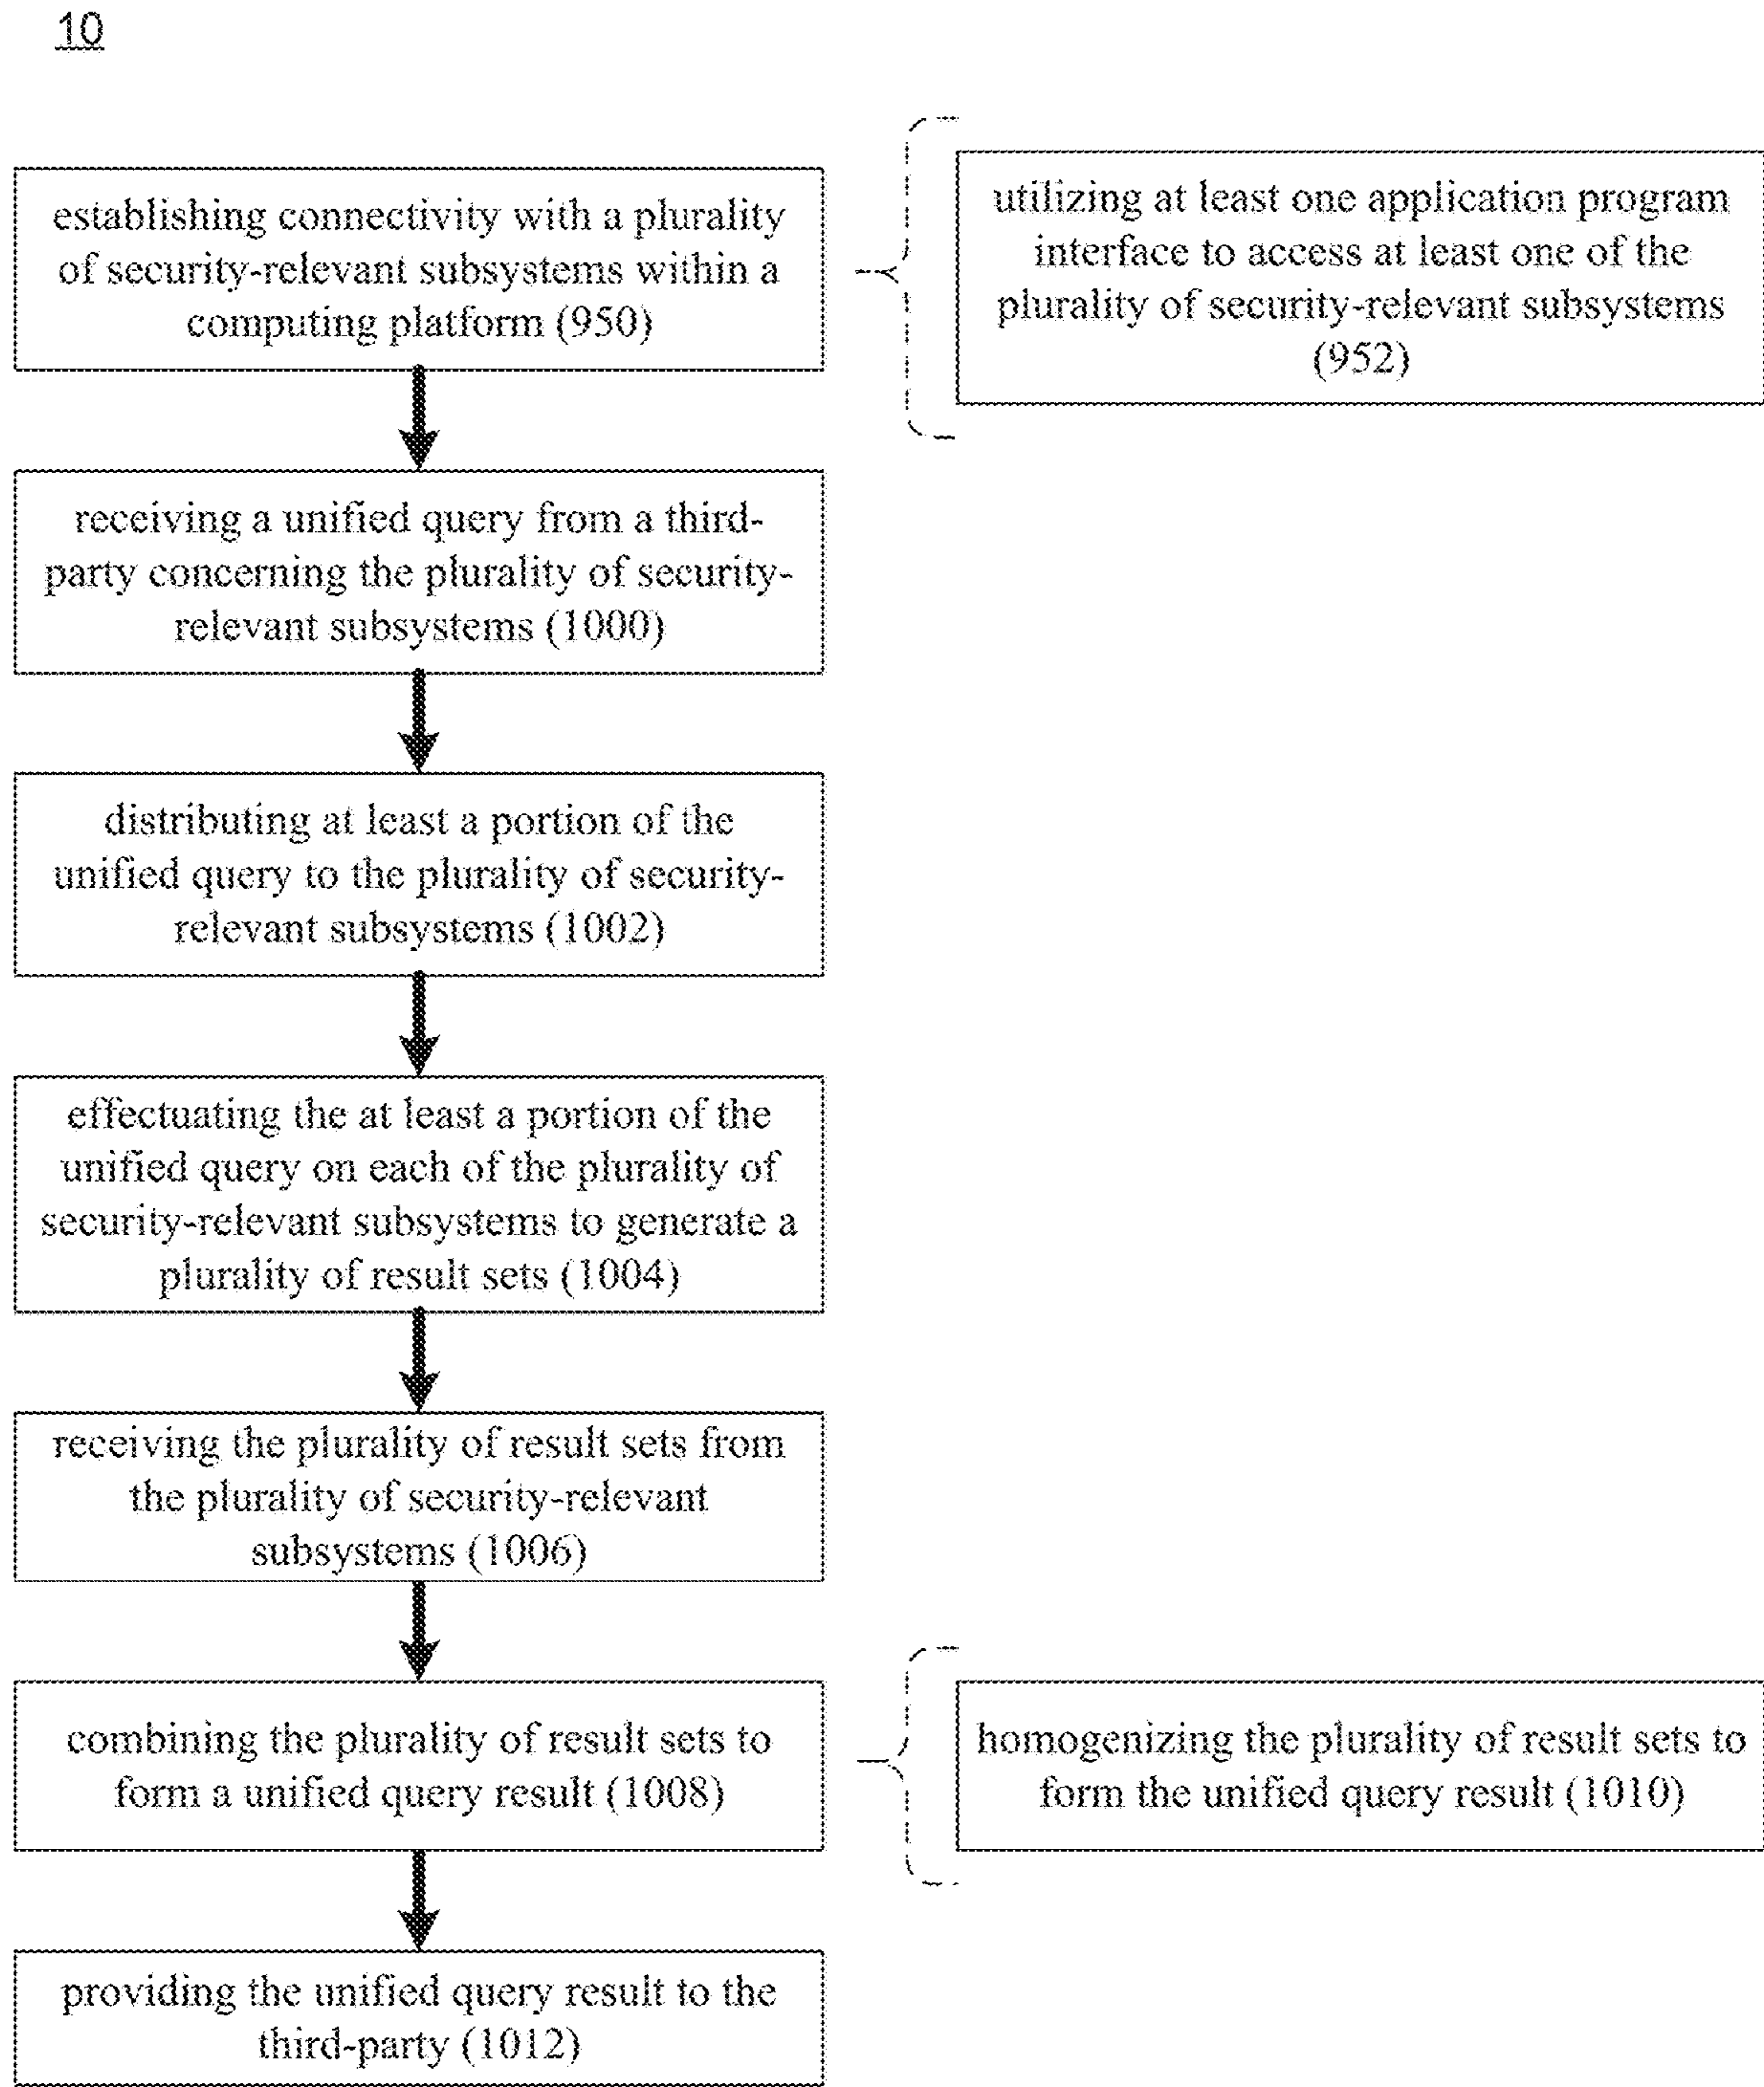 10
establishing connectivity with a plurality
of security-relevant subsystems within a
computing platform (950)
utilizing at least one application program
interface to access at least one of the
plurality of security-relevant subsystems
(952)
receiving a unified query from a third-
party concerning the plurality of security-
relevant subsystems (1000)
distributing at least a portion of the
unified query to the plurality of security-
relevant subsystems (1002)
effectuating the at least a portion of the
unified query on each of the plurality of
security-relevant subsystems to generate a
plurality of result sets (1004)
receiving the plurality of result sets from
the plurality of security-relevant
subsystems (1006)
combining the plurality of result sets to
form a unified query result (1008)
homogenizing the plurality of result sets to
form the unified query result (1010)
providing the unified query result to the
third-party (1012)